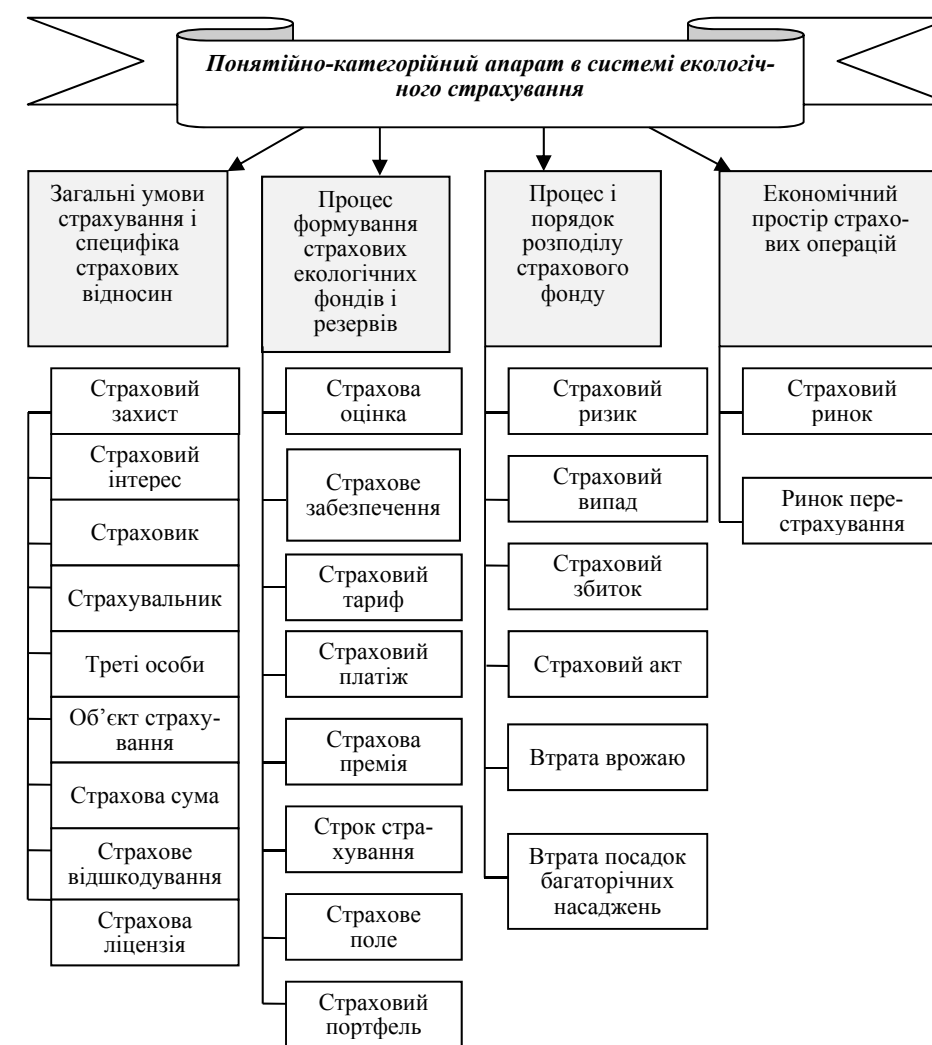 Понятійно-категорійний апарат в системі екологіч-
ного страхування
Загальні умови
страхування і
специфіка
страхових
відносин
Страховий
захист
Страховий
інтерес
Страховик
Страхувальник
Треті особи
Об’єкт страху-
вання
Страхова сума
Страхове
відшкодування
Страхова
ліцензія
Процес
формування
страхових
екологічних
фондів і
резервів
Страхова
оцінка
Страхове
забезпечення
Страховий
тариф
Страховий
платіж
Страхова
премія
Строк стра-
хування
Страхове
поле
Страховий
портфель
Процес і
порядок
розподілу
страхового
фонду
Страховий
ризик
Страховий
випад
Страховий
збиток
Страховий акт
Втрата врожаю
Втрата посадок
багаторічних
насаджень
Економічний
простір страхо-
вих операцій
Страховий
ринок
Ринок пере-
страхування